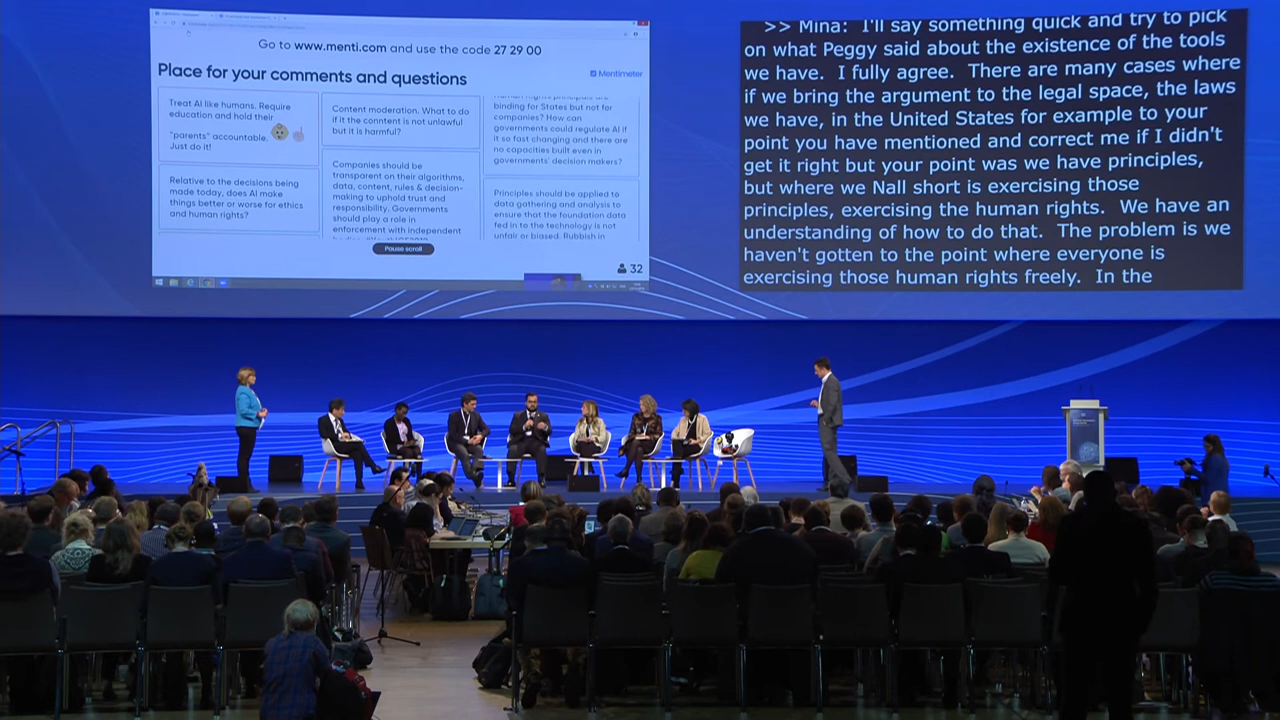 Go to www.menti.com and use the code 27 29 00
Place for your comments and questions
Mentimeter
Treat AI like humans. Require
education and hold their
"parents" accountable.
Just do it!
Relative to the decisions being
made today, does AI make
things better or worse for ethics
and human rights?
Content moderation. What to do
if it the conntent is not unlawful
but it is harmful?
Companies should be
transparent on their algorithms,
data, content, rules & decision-
making to uphold trust and
responsibility. Governments
should play a role in
enforcement with independent
binding for States but not for
companies? How can
governments could regulate AI if
it so fast changing and there are
no capacities built even in
governments' decision makers?
Principles should be applied to
data gathering and analysis to
ensure that the foundation data
fed in to the technology is not
unfair or biased. Rubbish in
Pause scroll
32
>> Mina: I'll say something quick and try to pick
on what Peggy said about the existence of the tools
we have. I fully agree. There are many cases where
if we bring the argument to the legal space, the laws
we have, in the United States for example to your
point you have mentioned and correct me if I didn't
get it right but your point was we have principles,
but where we Nall short is exercising those
principles, exercising the human rights. We have an
understanding of how to do that. The problem is we
haven't gotten to the point where everyone is
exercising those human rights freely. In the